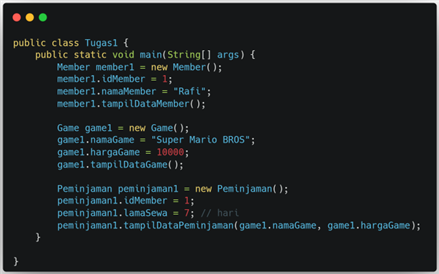 public class Tugas1 {
    public static void main(String[] args) {
        Member member1 = new Member();
        member1.idMember = 1;
        member1.namaMember = "Rafi";
        member1.tampilDataMember();

        Game game1 = new Game();
        game1.namaGame = "Super Mario BROS";
        game1.hargaGame = 10000;
        game1.tampilDataGame();

        Peminjaman peminjaman1 = new Peminjaman();
        peminjaman1.idMember = 1;
        peminjaman1.lamaSewa = 7; // hari
        peminjaman1.tampilDataPeminjaman(game1.namaGame, game1.hargaGame);
    }

}